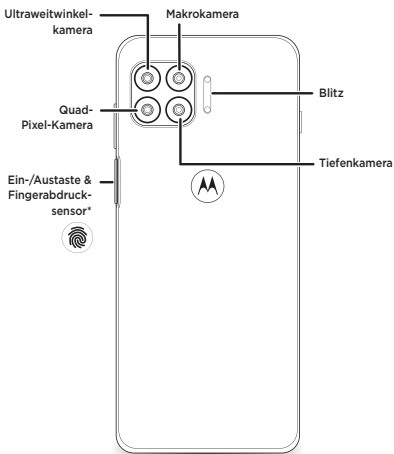 Ultraweitwinkel-
kamera
Makrokamera
Blitz
Quad-
Pixel-Kamera
Tiefenkamera
Ein-/Austaste &
Fingerabdruck-
sensor*